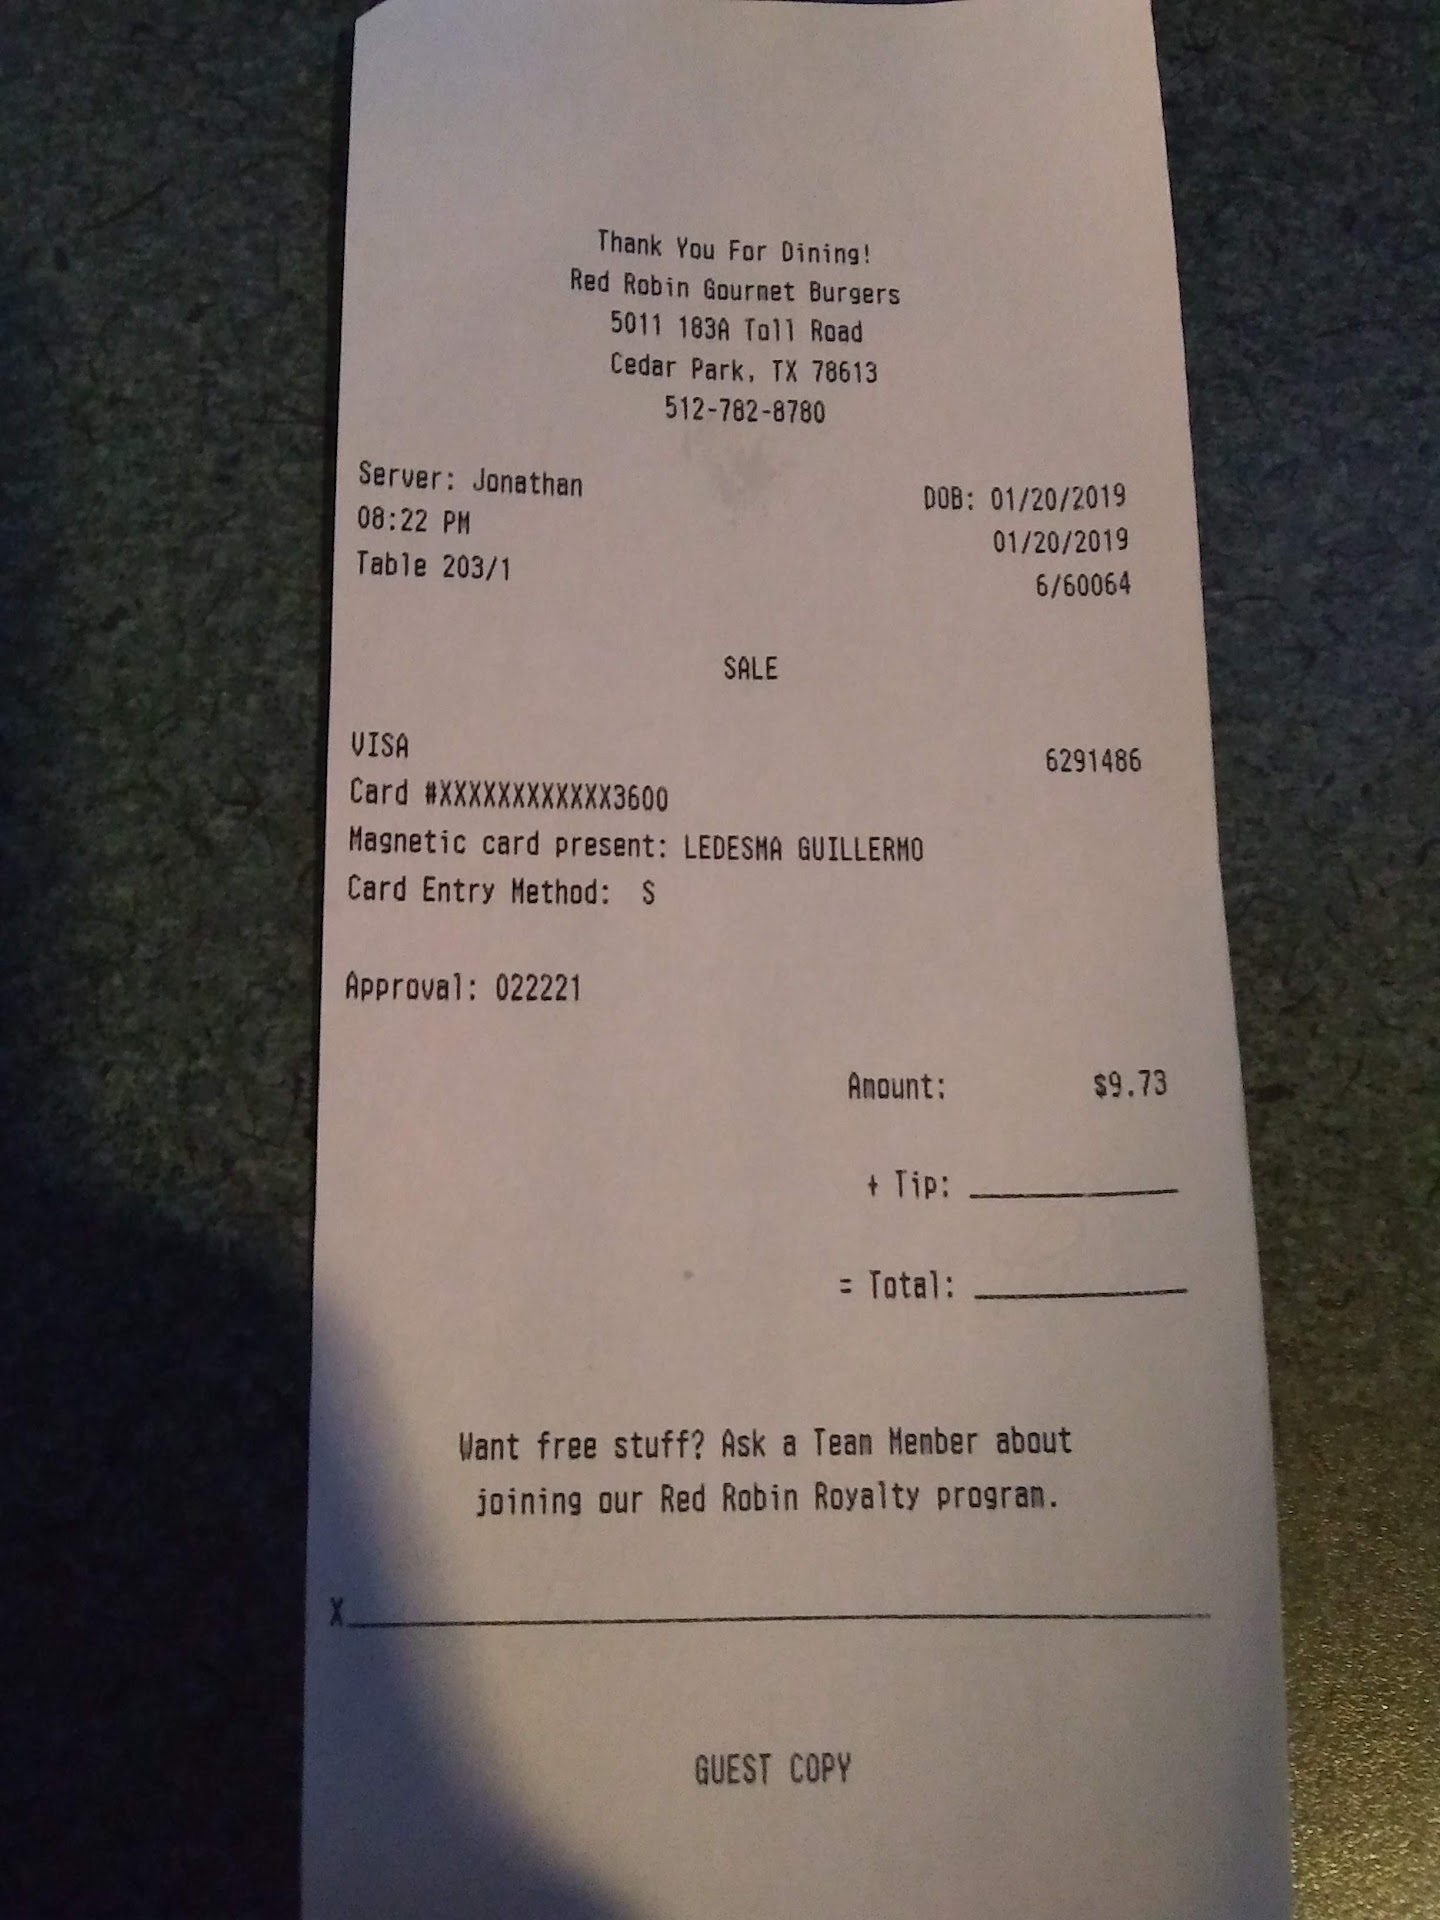 Thank You For Dining!
Red Robin Gourmet Burgers
5011 183A Toll Road
Cedar Park, TX 78613
512-782-8780
Server: Jonathan DOB: 01/20/2019
08:22 PM 01/20/2019
Table 203/1 6/60064
SALE
VISA 6291486
Card #XXXXXXXXXXXX3600
Magnetic card present: LEDESMA GUILLERMO
Card Entry Method: S
Approval: 022221
Amount: $9.73
+ Tip: ____________
= Total: ____________
Want free stuff? Ask a Team Member about
joining our Red Robin Royalty program.
X____________
GUEST COPY